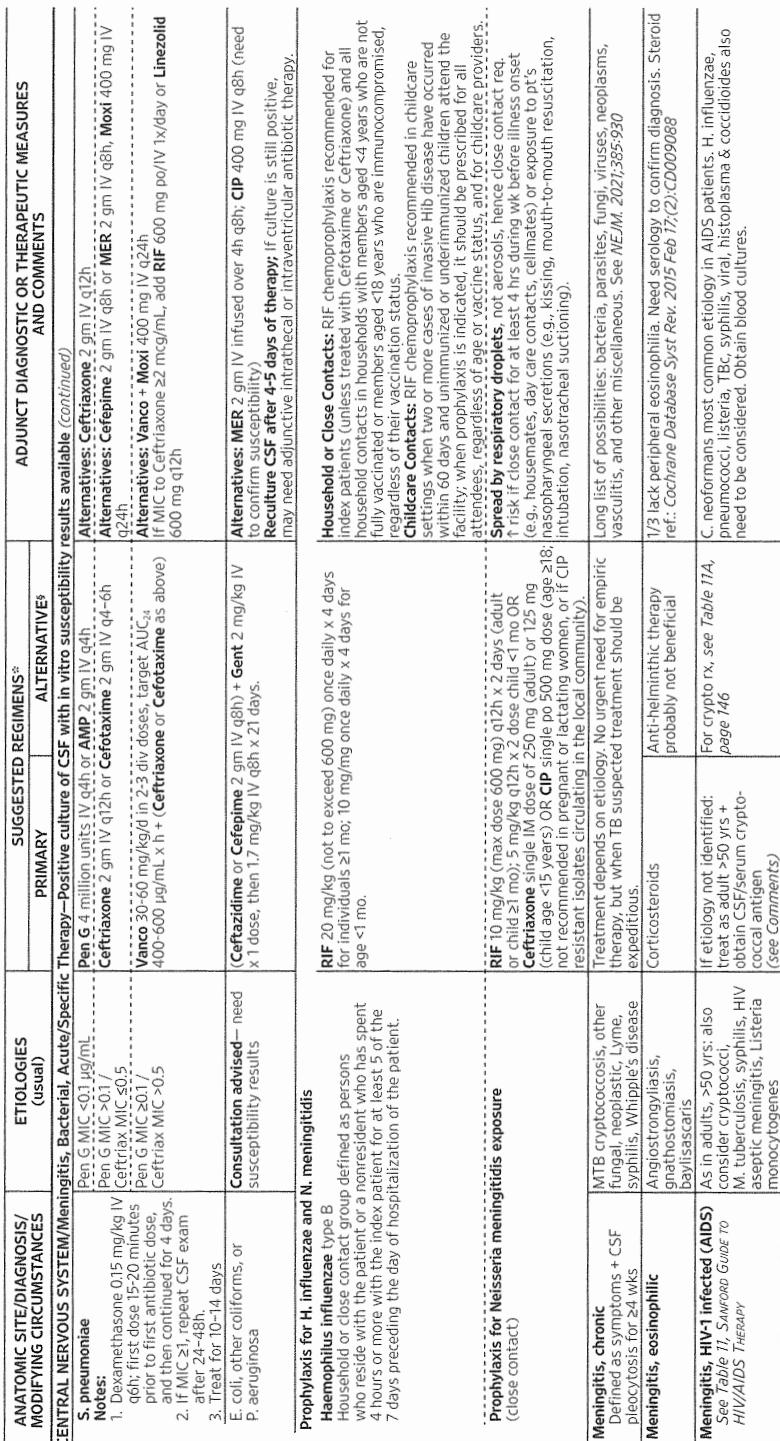 ANATOMIC SITE/DIAGNOSIS/
MODIFYING CIRCUMSTANCES
ETIOLOGIES
(usual)
SUGGESTED REGIMENS*
PRIMARY
ALTERNATIVE§
ADJUNCT DIAGNOSTIC OR THERAPEUTIC MEASURES
AND COMMENTS
CENTRAL NERVOUS SYSTEM/Meningitis, Bacterial, Acute/Specific Therapy—Positive culture of CSF with in vitro susceptibility results available (continued)
S. pneumoniae
Notes:
1. Dexamethasone 0.15 mg/kg IV
q6h; first dose 15-20 minutes
prior to first antibiotic dose,
and then continued for 4 days.
2. If MIC ≥1, repeat CSF exam
after 24–48h.
3. Treat for 10–14 days
Pen G MIC <0.1 µg/mL
Pen G 4 million units IV q4h or AMP 2 gm IV q4h
Alternatives: Ceftriaxone 2 gm IV q12h
Pen G MIC >0.1 /
Ceftriax MIC ≤0.5
Ceftriaxone 2 gm IV q12h or Cefotaxime 2 gm IV q4–6h
Alternatives: Cefepime 2 gm IV q8h or MER 2 gm IV q8h, Moxi 400 mg IV
q24h
Pen G MIC ≥0.1 /
Ceftriax MIC >0.5
Vanco 30-60 mg/kg/d in 2-3 div doses, target AUC24
400-600 µg/mL x h + (Ceftriaxone or Cefotaxime as above)
Alternatives: Vanco + Moxi 400 mg IV q24h
If MIC to Ceftriaxone ≥2 mcg/mL, add RIF 600 mg po/IV 1x/day or Linezolid
600 mg q12h
E. coli, other coliforms, or
P. aeruginosa
Consultation advised— need
susceptibility results
(Ceftazidime or Cefepime 2 gm IV q8h) + Gent 2 mg/kg IV
x 1 dose, then 1.7 mg/kg IV q8h x 21 days.
Alternatives: MER 2 gm IV infused over 4h q8h; CIP 400 mg IV q8h (need
to confirm susceptibility)
Reculture CSF after 4-5 days of therapy; If culture is still positive,
may need adjunctive intrathecal or intraventricular antibiotic therapy.
Prophylaxis for H. influenzae and N. meningitidis
Haemophilus influenzae type B
Household or close contact group defined as persons
who reside with the patient or a nonresident who has spent
4 hours or more with the index patient for at least 5 of the
7 days preceding the day of hospitalization of the patient.
RIF 20 mg/kg (not to exceed 600 mg) once daily x 4 days
for individuals ≥1 mo; 10 mg/mg once daily x 4 days for
age <1 mo.
Household or Close Contacts: RIF chemoprophylaxis recommended for
index patients (unless treated with Cefotaxime or Ceftriaxone) and all
household contacts in households with members aged <4 years who are not
fully vaccinated or members aged <18 years who are immunocompromised,
regardless of their vaccination status.
Childcare Contacts: RIF chemoprophylaxis recommended in childcare
settings when two or more cases of invasive Hib disease have occurred
within 60 days and unimmunized or underimmunized children attend the
facility; when prophylaxis is indicated, it should be prescribed for all
attendees, regardless of age or vaccine status, and for childcare providers.
Prophylaxis for Neisseria meningitidis exposure
(close contact)
RIF 10 mg/kg (max dose 600 mg) q12h x 2 days (adult
or child ≥1 mo); 5 mg/kg q12h x 2 dose child <1 mo OR
Ceftriaxone single IM dose of 250 mg (adult) or 125 mg
(child age <15 years) OR CIP single po 500 mg dose (age ≥18;
not recommended in pregnant or lactating women, or if CIP
resistant isolates circulating in the local community).
Spread by respiratory droplets, not aerosols, hence close contact req.
↑ risk if close contact for at least 4 hrs during wk before illness onset
(e.g., housemates, day care contacts, cellmates) or exposure to pt's
nasopharyngeal secretions (e.g., kissing, mouth-to-mouth resuscitation,
intubation, nasotracheal suctioning).
Meningitis, chronic
Defined as symptoms + CSF
pleocytosis for ≥4 wks
MTB cryptococcosis, other
fungal, neoplastic, Lyme,
syphilis, Whipple's disease
Treatment depends on etiology. No urgent need for empiric
therapy, but when TB suspected treatment should be
expeditious.
Long list of possibilities: bacteria, parasites, fungi, viruses, neoplasms,
vasculitis, and other miscellaneous. See NEJM. 2021;385:930
Meningitis, eosinophilic
Angiostrongyliasis,
gnathostomiasis,
baylisascaris
Corticosteroids
Anti-helminthic therapy
probably not beneficial
1/3 lack peripheral eosinophilia. Need serology to confirm diagnosis. Steroid
ref.: Cochrane Database Syst Rev. 2015 Feb 17;(2):CD009088
Meningitis, HIV-1 infected (AIDS)
See Table 11, SANFORD GUIDE TO
HIV/AIDS THERAPY
As in adults, >50 yrs: also
consider cryptococci,
M. tuberculosis, syphilis, HIV
aseptic meningitis, Listeria
monocytogenes
If etiology not identified:
treat as adult >50 yrs +
obtain CSF/serum crypto-
coccal antigen
(see Comments)
For crypto rx, see Table 11A,
page 146
C. neoformans most common etiology in AIDS patients. H. influenzae,
pneumococci, listeria, TBc, syphilis, viral, histoplasma & coccidioides also
need to be considered. Obtain blood cultures.